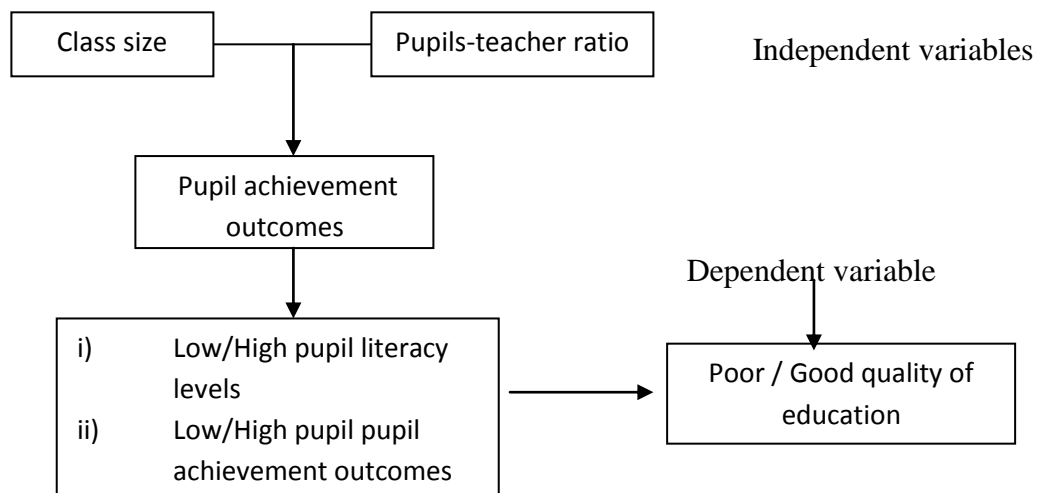 Class size
Pupils-teacher ratio
Independent variables
Pupil achievement
outcomes
Dependent variable
i) Low/High pupil literacy
levels
ii) Low/High pupil pupil
achievement outcomes
Poor / Good quality of
education